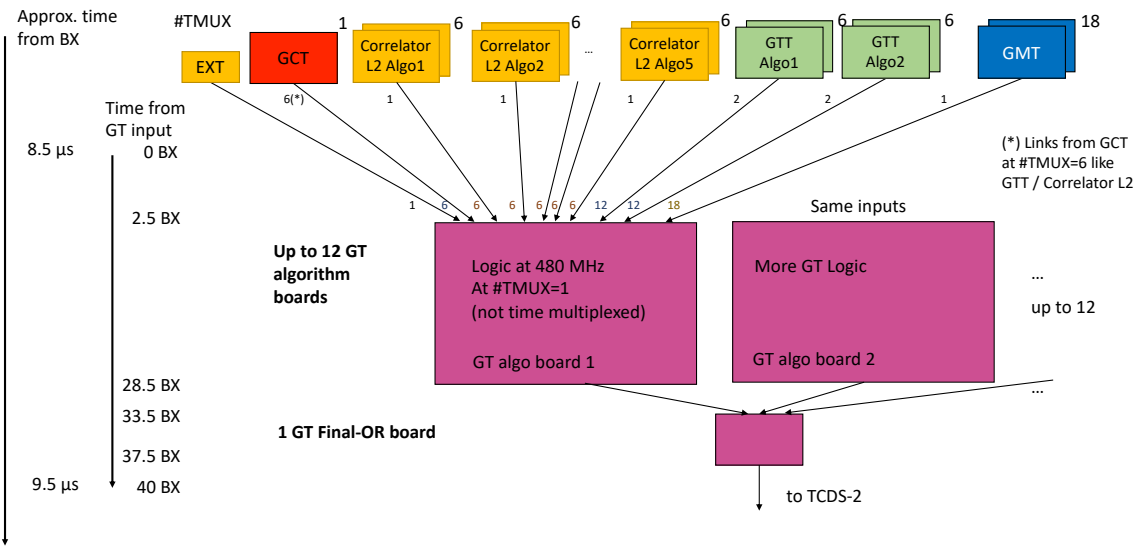 Approx. time
from BX
#TMUX
1
6
6
6
6
6
18
EXT
GCT
Correlator
L2 Algo1
Correlator
L2 Algo2
...
Correlator
L2 Algo5
GTT
Algo1
GTT
Algo2
GMT
6(*)
1
1
1
2
2
1
Time from
GT input
8.5 µs
0 BX
(*) Links from GCT
at #TMUX=6 like
GTT / Correlator L2
2.5 BX
1
6
6
6
6
6
6
12
12
18
Same inputs
Up to 12 GT
algorithm
boards
Logic at 480 MHz
At #TMUX=1
(not time multiplexed)
GT algo board 1
More GT Logic
GT algo board 2
...
up to 12
28.5 BX
...
33.5 BX
1 GT Final-OR board
37.5 BX
9.5 µs
40 BX
to TCDS-2